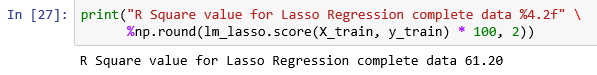 In [27]: print("R Square value for Lasso Regression complete data %4.2f" \
%np.round(lm_lasso.score(X_train, y_train) * 100, 2))
R Square value for Lasso Regression complete data 61.20